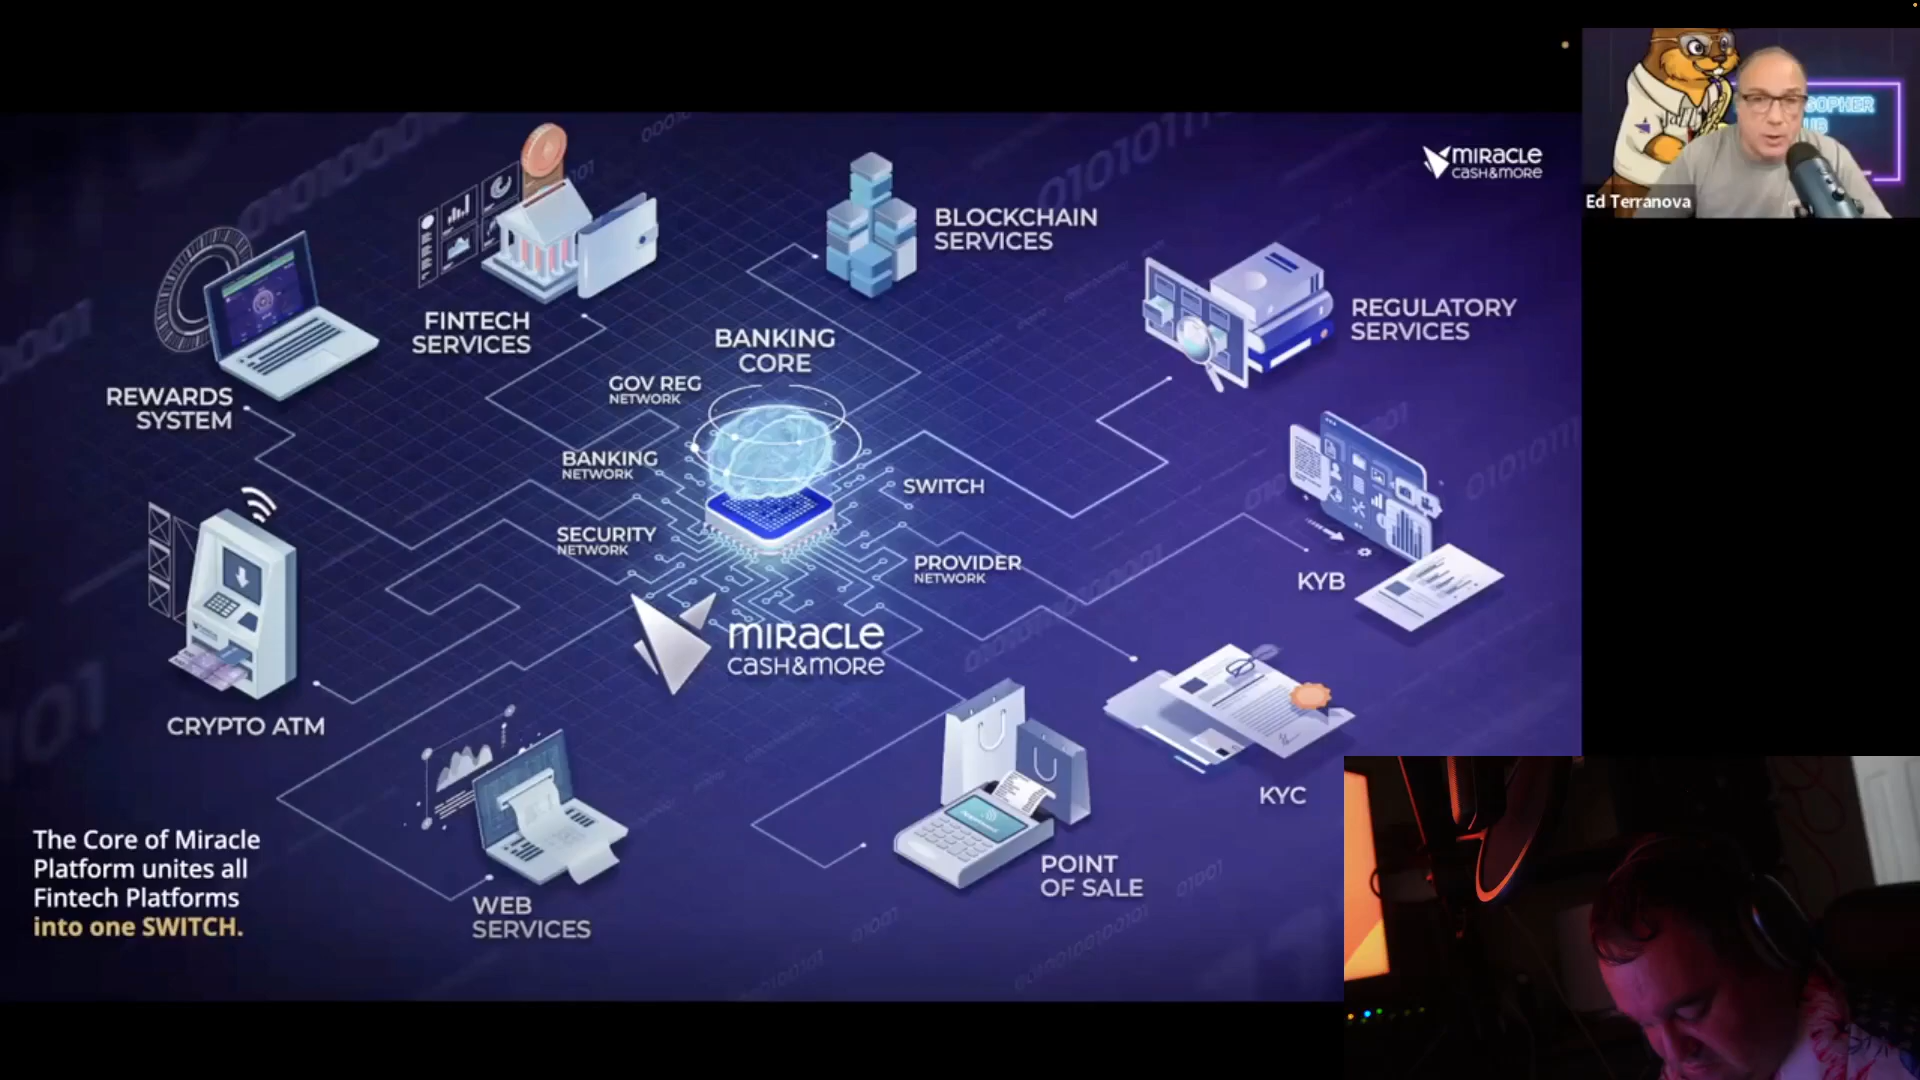 MIRACLE
CASH&MORE
GOPHER
Ed Terranova
BLOCKCHAIN
SERVICES
REGULATORY
SERVICES
FINTECH
SERVICES
BANKING
CORE
GOV REG
NETWORK
REWARDS
SYSTEM
BANKING
NETWORK
SWITCH
SECURITY
NETWORK
PROVIDER
NETWORK
KYB
MIRACLE
CASH&MORE
CRYPTO ATM
KYC
The Core of Miracle
Platform unites all
Fintech Platforms
into one SWITCH.
POINT
OF SALE
WEB
SERVICES